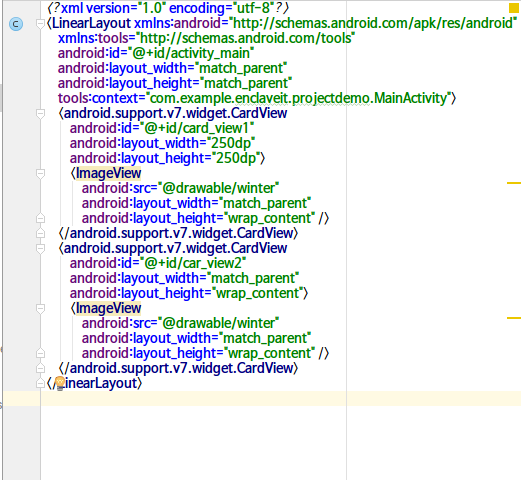 <?xml version="1.0" encoding="utf-8"?>
<LinearLayout xmlns:android="http://schemas.android.com/apk/res/android"
xmlns:tools="http://schemas.android.com/tools"
android:id="@+id/activity_main"
android:layout_width="match_parent"
android:layout_height="match_parent"
tools:context="com.example.enclaveit.projectdemo.MainActivity">
<android.support.v7.widget.CardView
android:id="@+id/card_view1"
android:layout_width="250dp"
android:layout_height="250dp">
<ImageView
android:src="@drawable/winter"
android:layout_width="match_parent"
android:layout_height="wrap_content" />
</android.support.v7.widget.CardView>
<android.support.v7.widget.CardView
android:id="@+id/car_view2"
android:layout_width="match_parent"
android:layout_height="wrap_content">
<ImageView
android:src="@drawable/winter"
android:layout_width="match_parent"
android:layout_height="wrap_content" />
</android.support.v7.widget.CardView>
</LinearLayout>